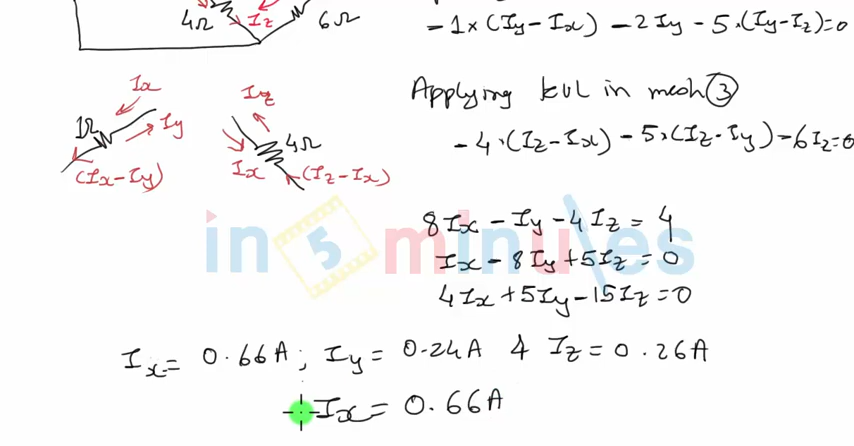 4Ω Iz 6Ω
-1×(Iy-Ix) - 2Iy - 5·(Iy-Iz)=0
Ix
Iy
1Ω
(Ix-Iy)
Iz
4Ω
Ix
(Iz-Ix)
Applying kvl in mesh ③
-4·(Iz-Ix) - 5×(Iz-Iy) - 6Iz=0
8Ix - Iy - 4Iz = 4
Ix - 8Iy + 5Iz = 0
4Ix + 5Iy - 15Iz = 0
in 5 minutes
Ix = 0.66A ; Iy = 0.24A & Iz = 0.26A
Ix = 0.66A